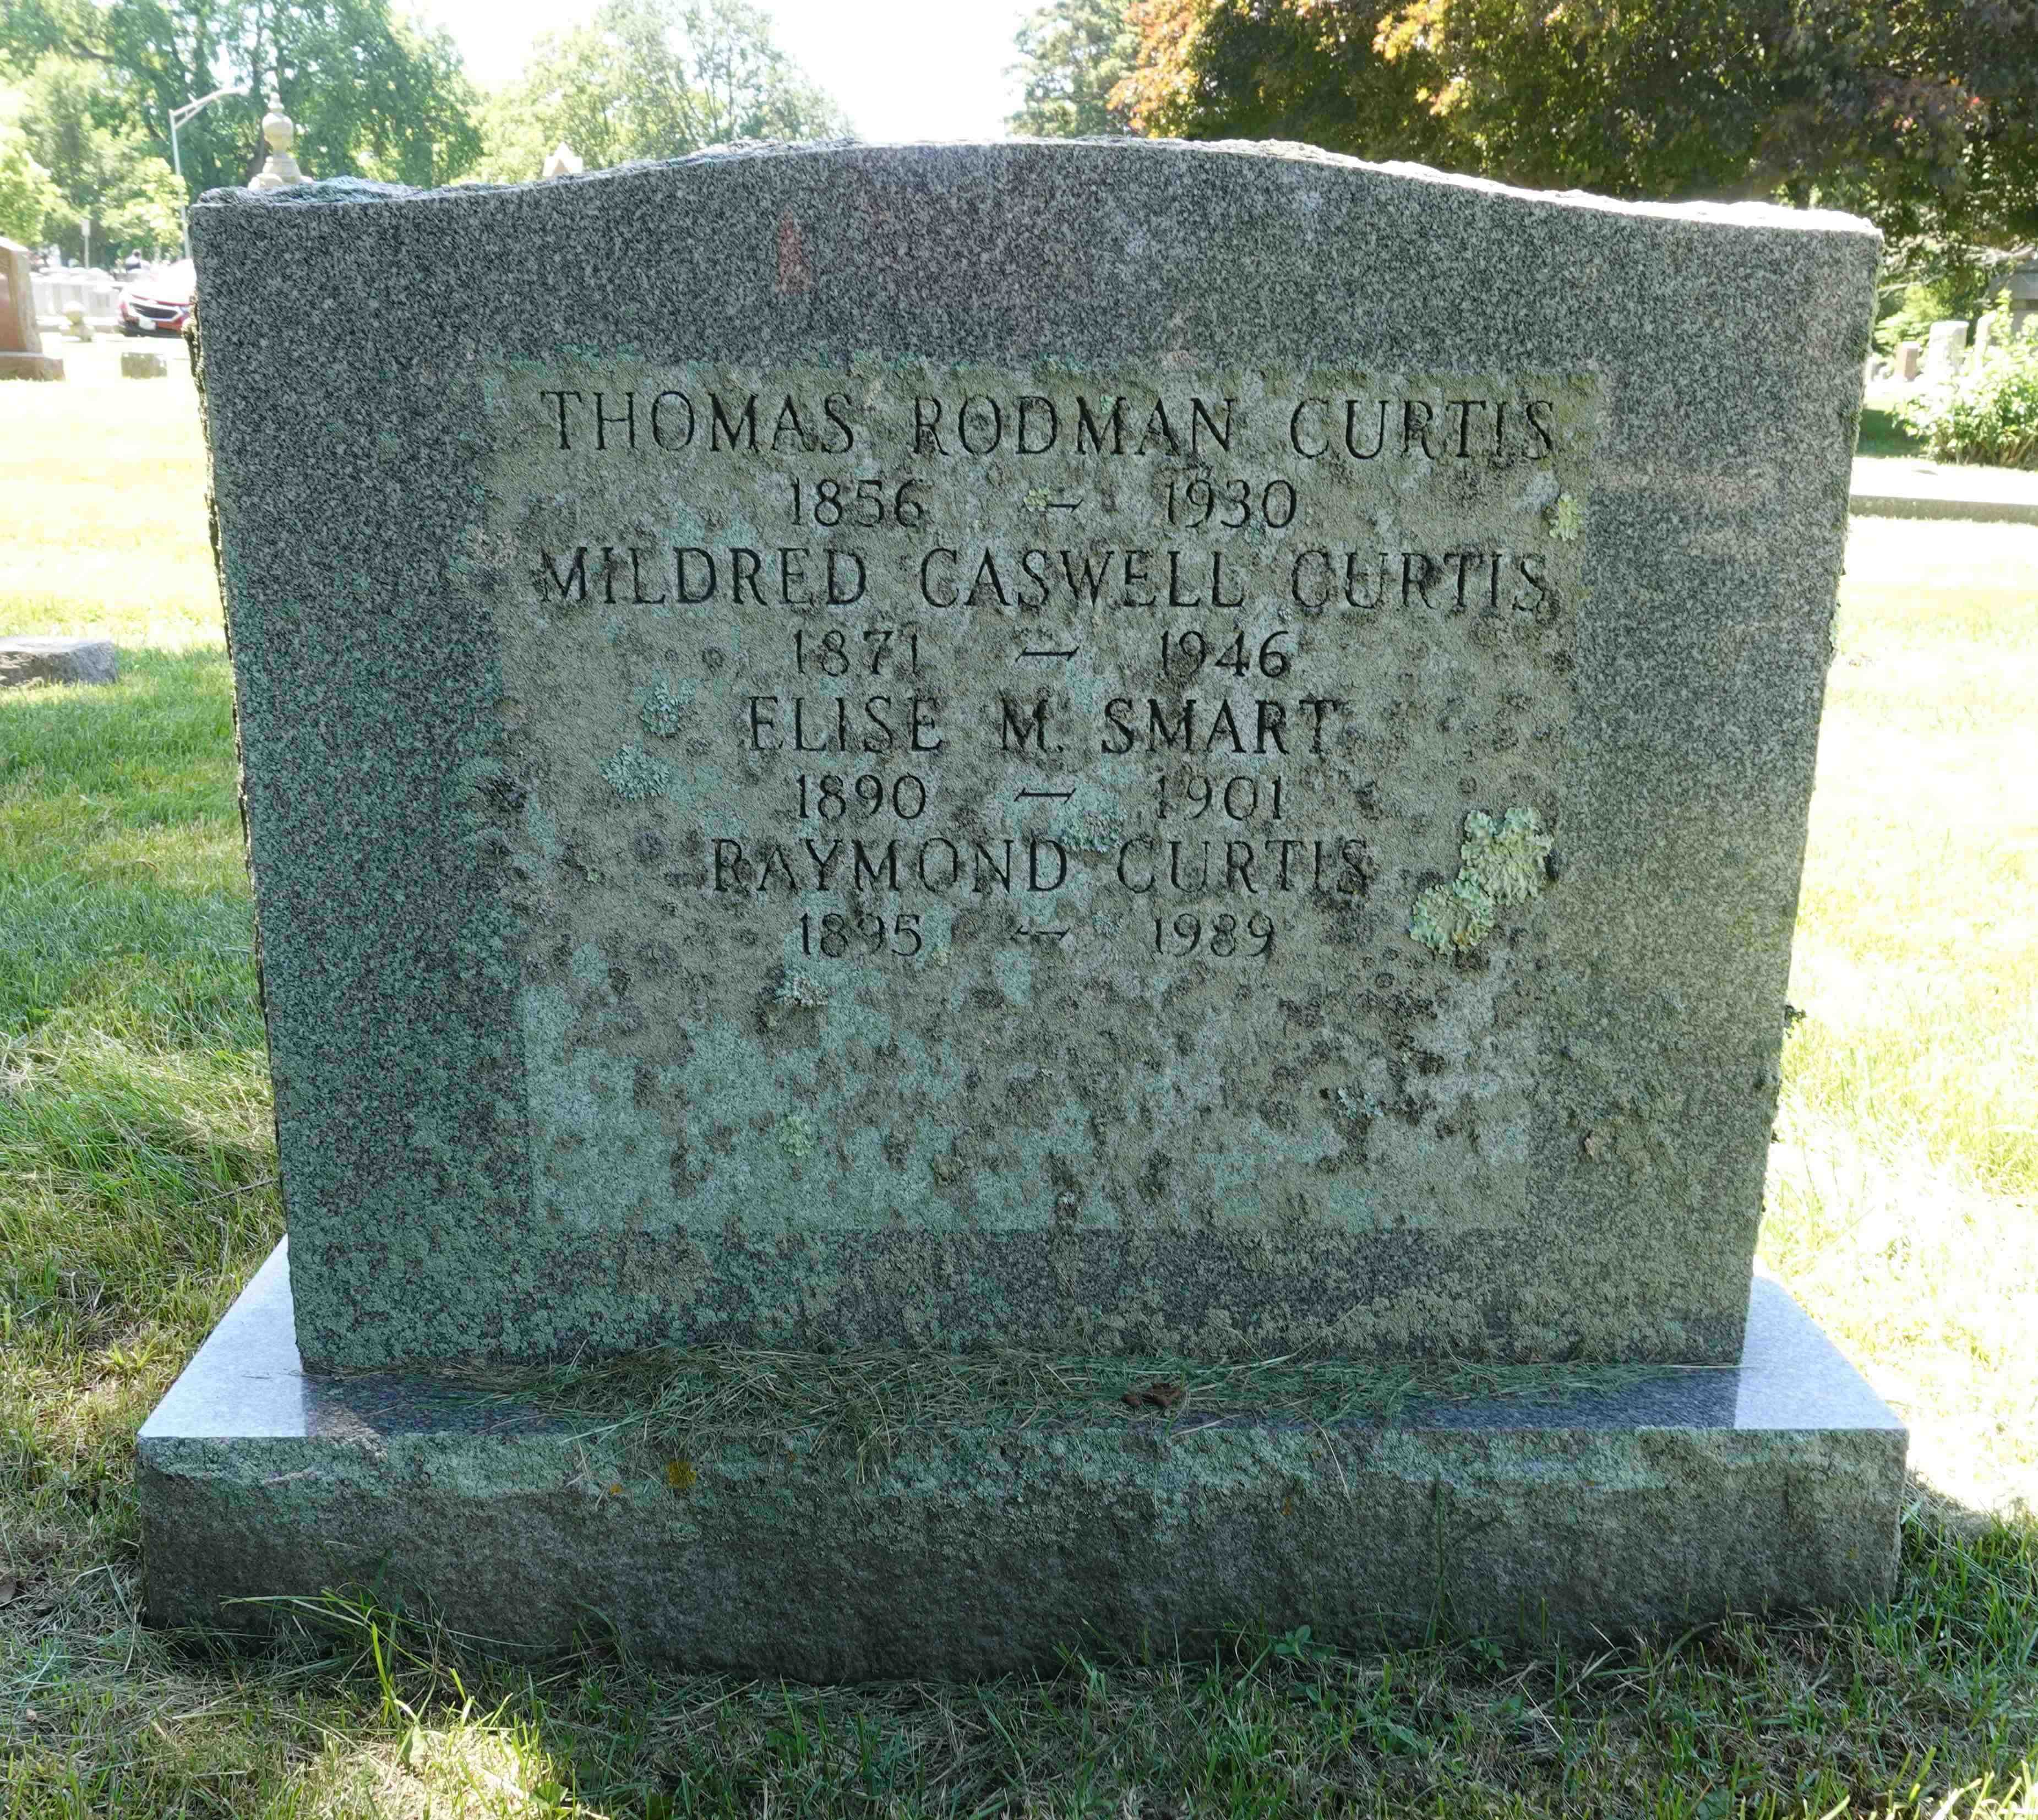 THOMAS RODMAN CURTIS
1856 – 1930
MILDRED CASWELL CURTIS
1871 – 1946
ELISE M. SMART
1890 – 1901
RAYMOND CURTIS
1895 – 1989